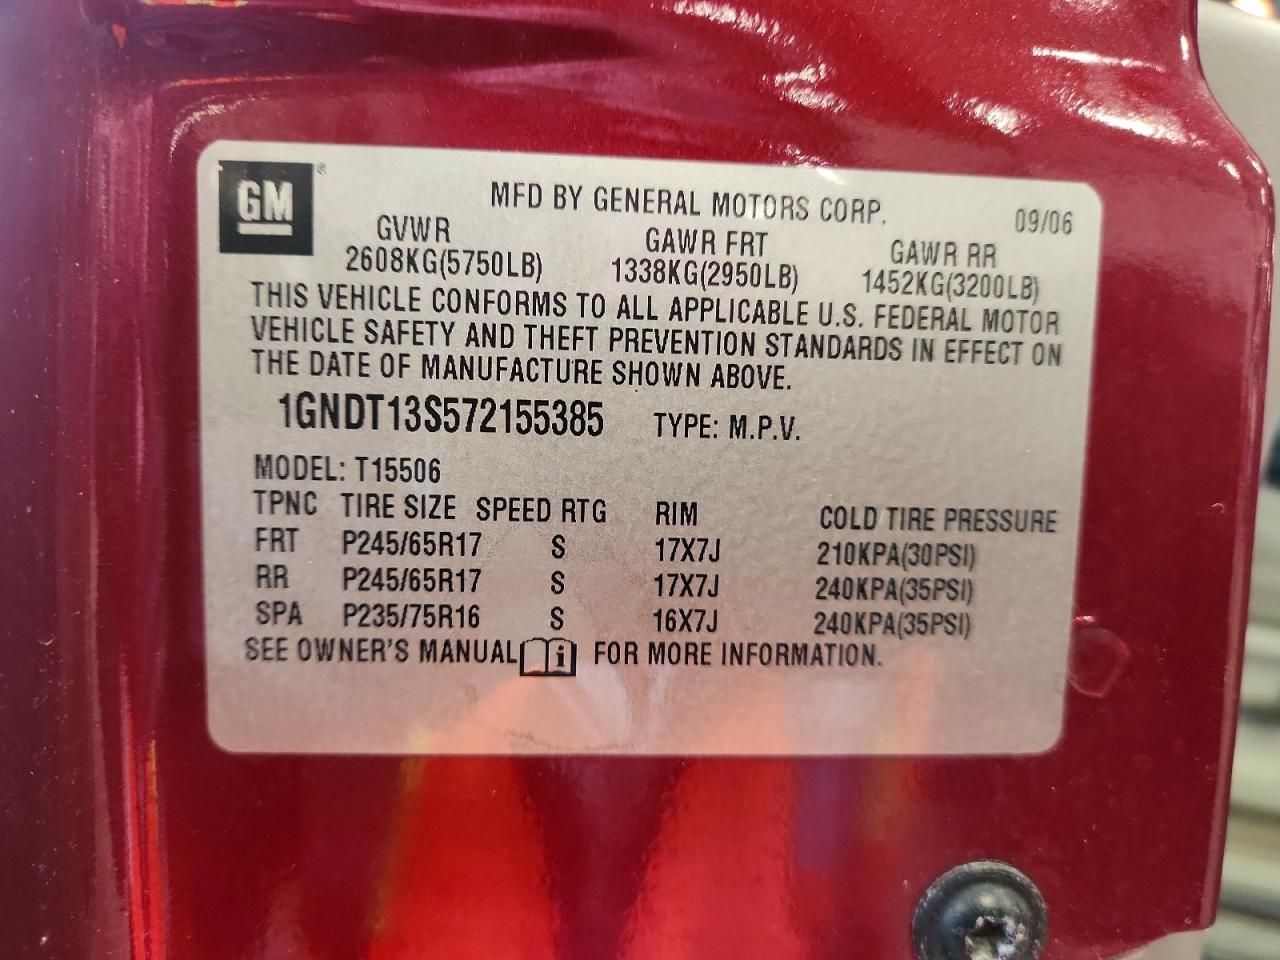 GM ®
MFD BY GENERAL MOTORS CORP. 09/06
GVWR GAWR FRT GAWR RR
2608KG(5750LB) 1338KG(2950LB) 1452KG(3200LB)
THIS VEHICLE CONFORMS TO ALL APPLICABLE U.S. FEDERAL MOTOR
VEHICLE SAFETY AND THEFT PREVENTION STANDARDS IN EFFECT ON
THE DATE OF MANUFACTURE SHOWN ABOVE.
1GNDT13S572155385 TYPE: M.P.V.
MODEL: T15506
TPNC TIRE SIZE SPEED RTG RIM COLD TIRE PRESSURE
FRT P245/65R17 S 17X7J 210KPA(30PSI)
RR P245/65R17 S 17X7J 240KPA(35PSI)
SPA P235/75R16 S 16X7J 240KPA(35PSI)
SEE OWNER'S MANUAL i FOR MORE INFORMATION.